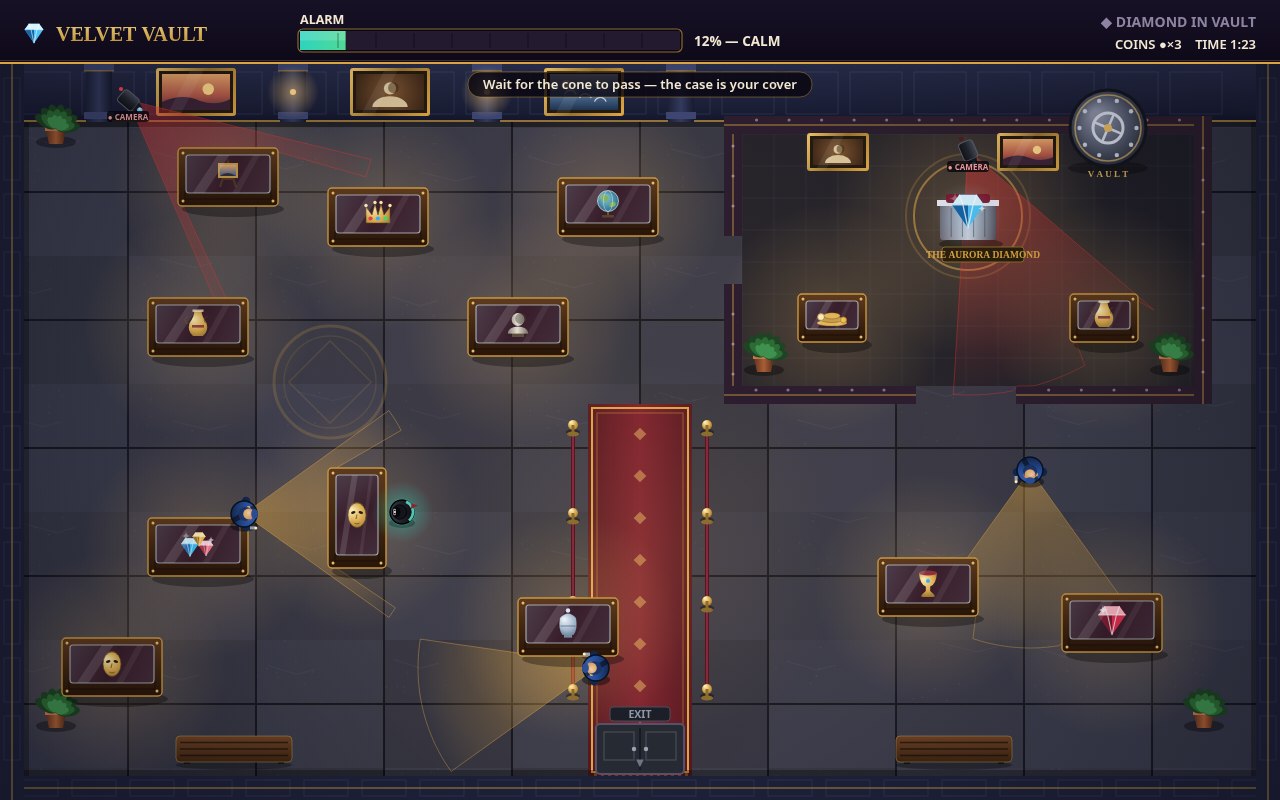 VELVET VAULT
ALARM
12% — CALM
◆ DIAMOND IN VAULT
COINS ●×3 TIME 1:23
Wait for the cone to pass — the case is your cover
● CAMERA
● CAMERA
VAULT
THE AURORA DIAMOND
EXIT